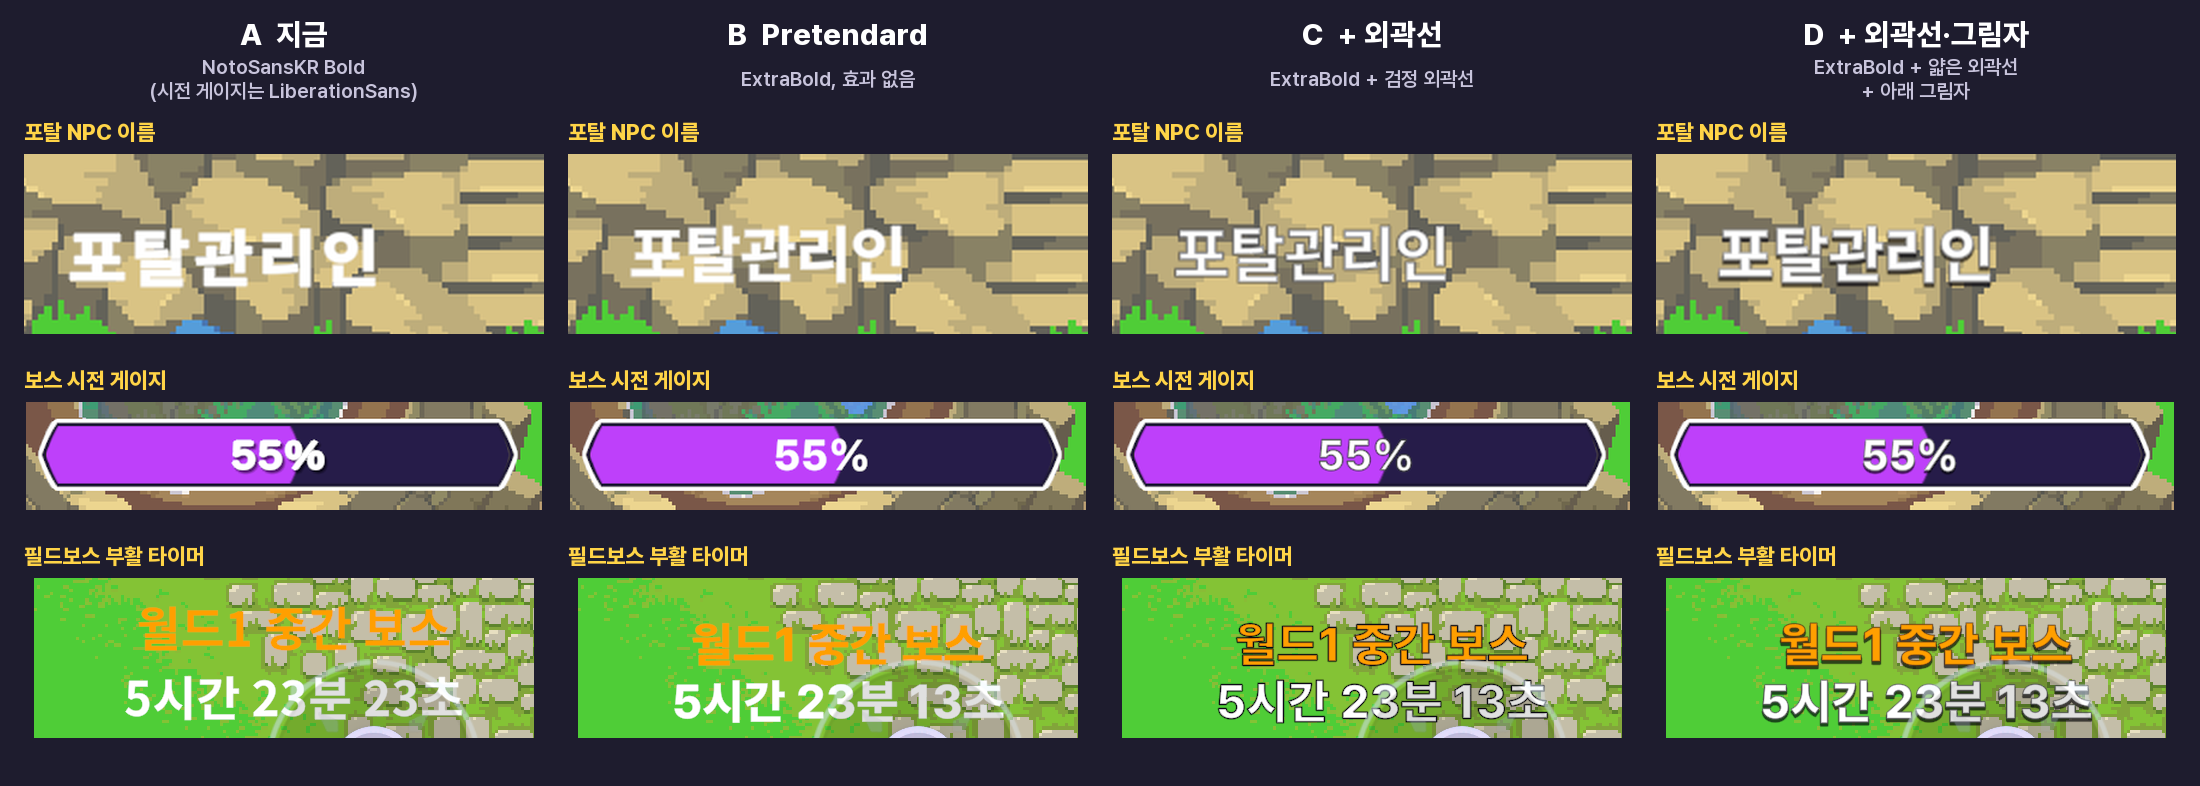 A 지금
NotoSansKR Bold
(시전 게이지는 LiberationSans)
포탈 NPC 이름
포탈관리인
보스 시전 게이지
55%
필드보스 부활 타이머
월드1 중간 보스
5시간 23분 23초
B Pretendard
ExtraBold, 효과 없음
포탈 NPC 이름
포탈관리인
보스 시전 게이지
55%
필드보스 부활 타이머
월드1 중간 보스
5시간 23분 13초
C + 외곽선
ExtraBold + 검정 외곽선
포탈 NPC 이름
포탈관리인
보스 시전 게이지
55%
필드보스 부활 타이머
월드1 중간 보스
5시간 23분 13초
D + 외곽선·그림자
ExtraBold + 얇은 외곽선
+ 아래 그림자
포탈 NPC 이름
포탈관리인
보스 시전 게이지
55%
필드보스 부활 타이머
월드1 중간 보스
5시간 23분 13초